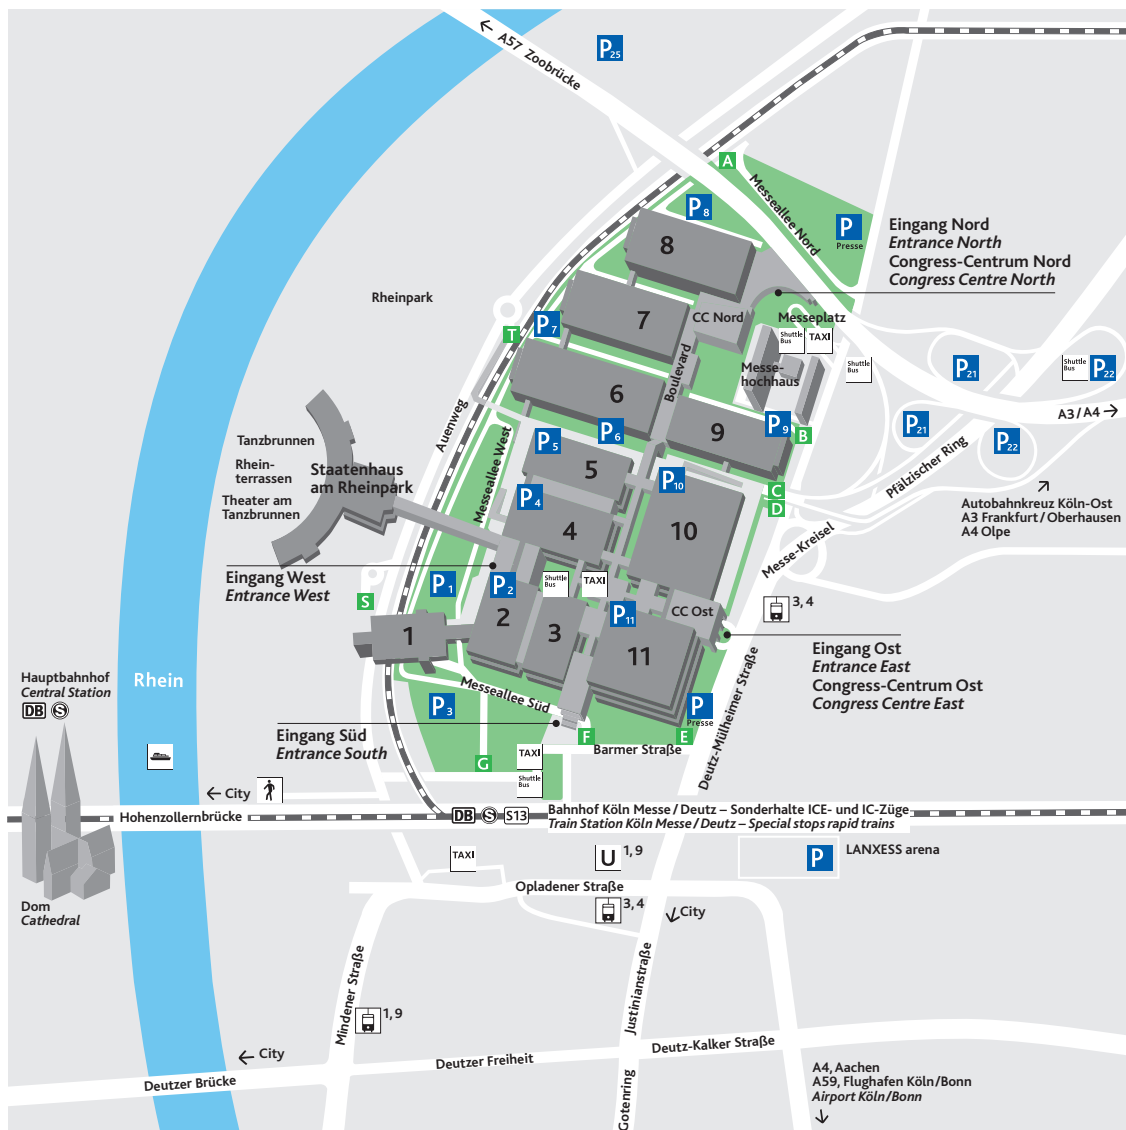 A57 Zoobrücke
P25
A
Messeallee Nord
P8
P
Presse
Eingang Nord
Entrance North
Congress-Centrum Nord
Congress Centre North
8
Rheinpark
7
CC Nord
Messeplatz
T
P7
Shuttle
Bus
TAXI
Shuttle
Bus
P21
Shuttle
Bus
P22
Boulevard
Messe-
hochhaus
6
A3/A4
Auenweg
P5
P6
9
P9
B
P21
P22
Tanzbrunnen
Rhein-
terrassen
Theater am
Tanzbrunnen
Staatenhaus
am Rheinpark
Messeallee West
5
P10
Pfälzischer Ring
P4
C
D
Autobahnkreuz Köln-Ost
A3 Frankfurt/Oberhausen
A4 Olpe
4
10
Messe-Kreisel
Eingang West
Entrance West
P1
P2
Shuttle
Bus
TAXI
S
2
3
P11
CC Ost
3, 4
1
11
Eingang Ost
Entrance East
Congress-Centrum Ost
Congress Centre East
Hauptbahnhof
Central Station
DB
S
Rhein
Messeallee Süd
P3
P
Presse
Deutz-Mülheimer Straße
Eingang Süd
Entrance South
F
E
G
TAXI
Barmer Straße
Shuttle
Bus
City
Hohenzollernbrücke
DB
S
S13
Bahnhof Köln Messe/Deutz – Sonderhalte ICE- und IC-Züge
Train Station Köln Messe/Deutz – Special stops rapid trains
TAXI
U
1, 9
P
LANXESS arena
Opladener Straße
3, 4
City
Dom
Cathedral
Mindener Straße
Justinianstraße
1, 9
City
Deutzer Brücke
Deutzer Freiheit
Deutz-Kalker Straße
Gotenring
A4, Aachen
A59, Flughafen Köln/Bonn
Airport Köln/Bonn